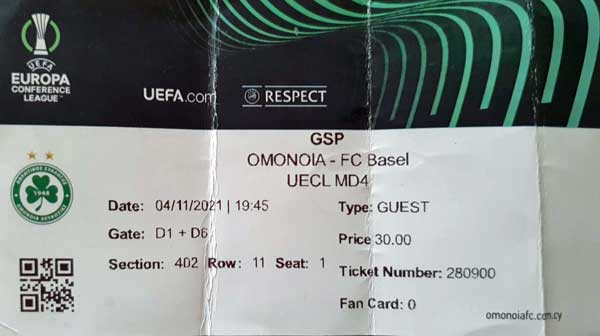 UEFA
EUROPA
CONFERENCE
LEAGUE™
UEFA.com
RESPECT
GSP
OMONOIA - FC Basel
UECL MD4
1948
Date: 04/11/2021 | 19:45
Type: GUEST
Gate: D1 + D6
Price 30.00
Section: 402 Row: 11 Seat: 1
Ticket Number: 280900
Fan Card: 0
omonoiafc.com.cy